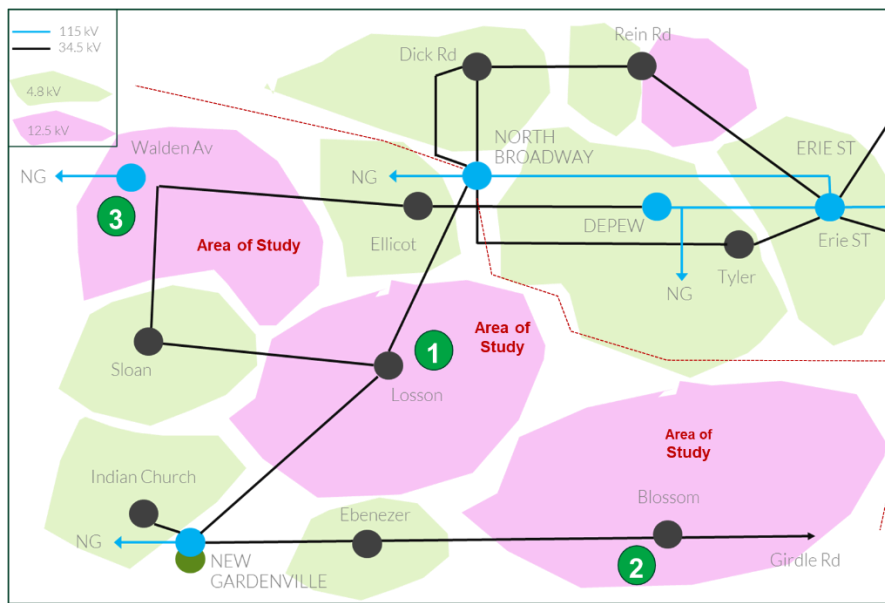 115 kV
34.5 kV
4.8 kV
12.5 kV
Dick Rd
Rein Rd
Walden Av
NG
3
Area of Study
NORTH
BROADWAY
NG
ERIE ST
Ellicot
DEPEW
Erie ST
Tyler
NG
Sloan
1
Area of
Study
Losson
Area of
Study
Indian Church
NG
NEW
GARDENVILLE
Ebenezer
Blossom
2
Girdle Rd